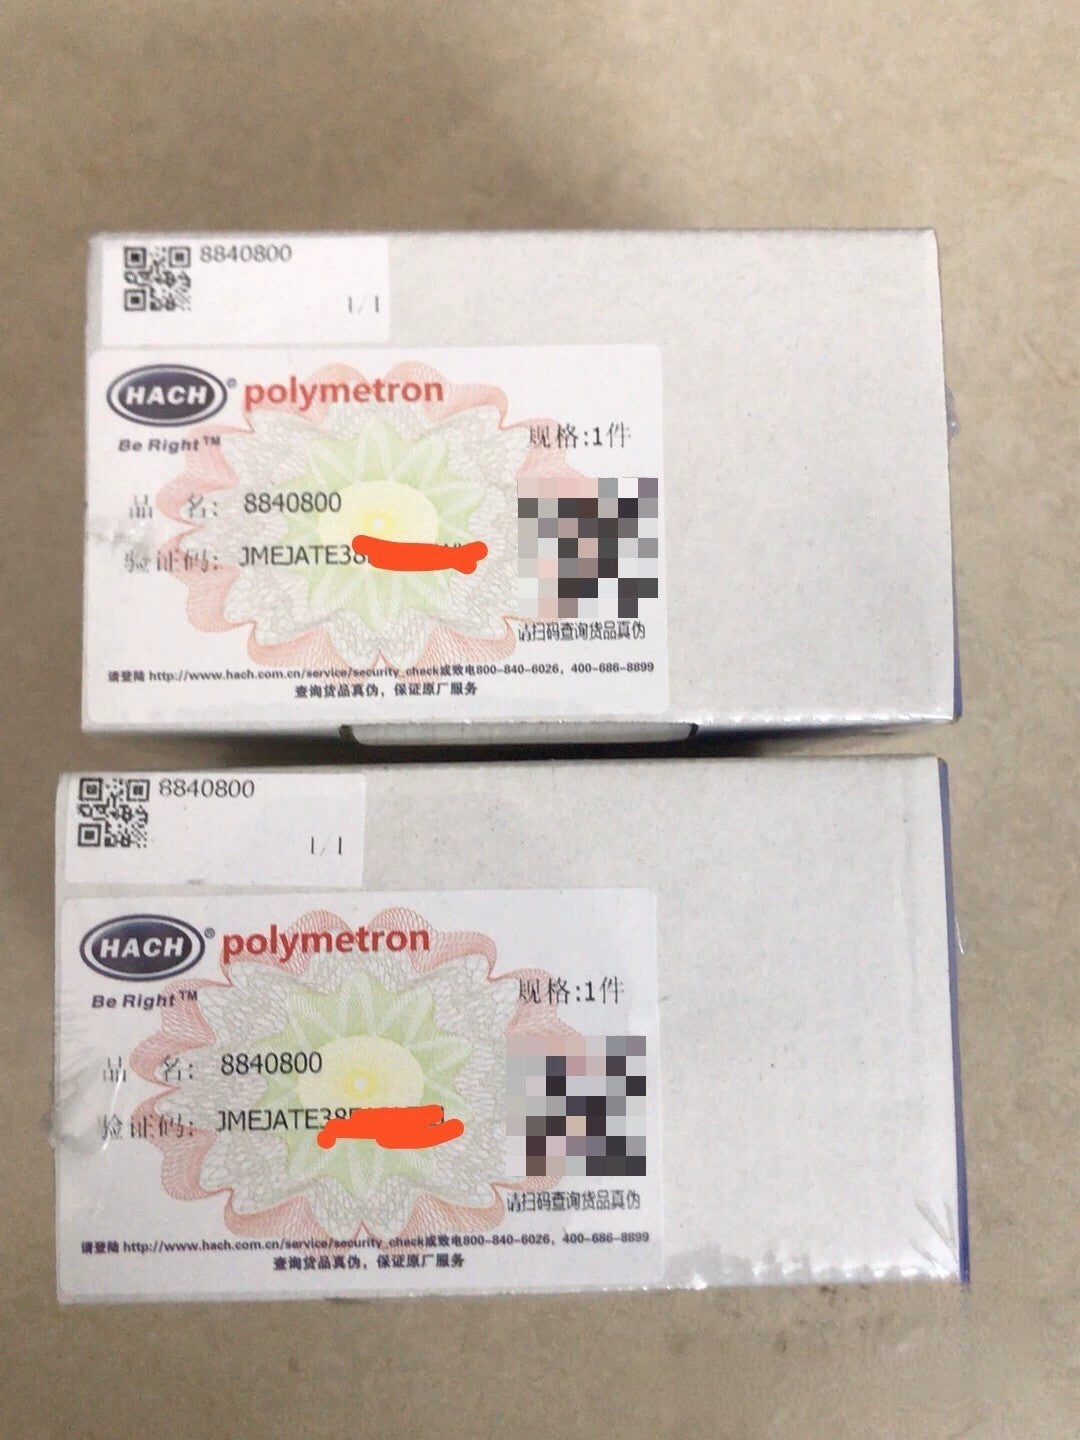 8840800
1/1
HACH® polymetron
Be Right™
规格:1件
品 名: 8840800
验证码: JMEJATE38
请扫码查询货品真伪
请登陆 http://www.hach.com.cn/service/security_check或致电800-840-6026, 400-686-8899
查询货品真伪, 保证原厂服务
8840800
1/1
HACH® polymetron
Be Right™
规格:1件
品 名: 8840800
验证码: JMEJATE38
请扫码查询货品真伪
请登陆 http://www.hach.com.cn/service/security_check或致电800-840-6026, 400-686-8899
查询货品真伪, 保证原厂服务